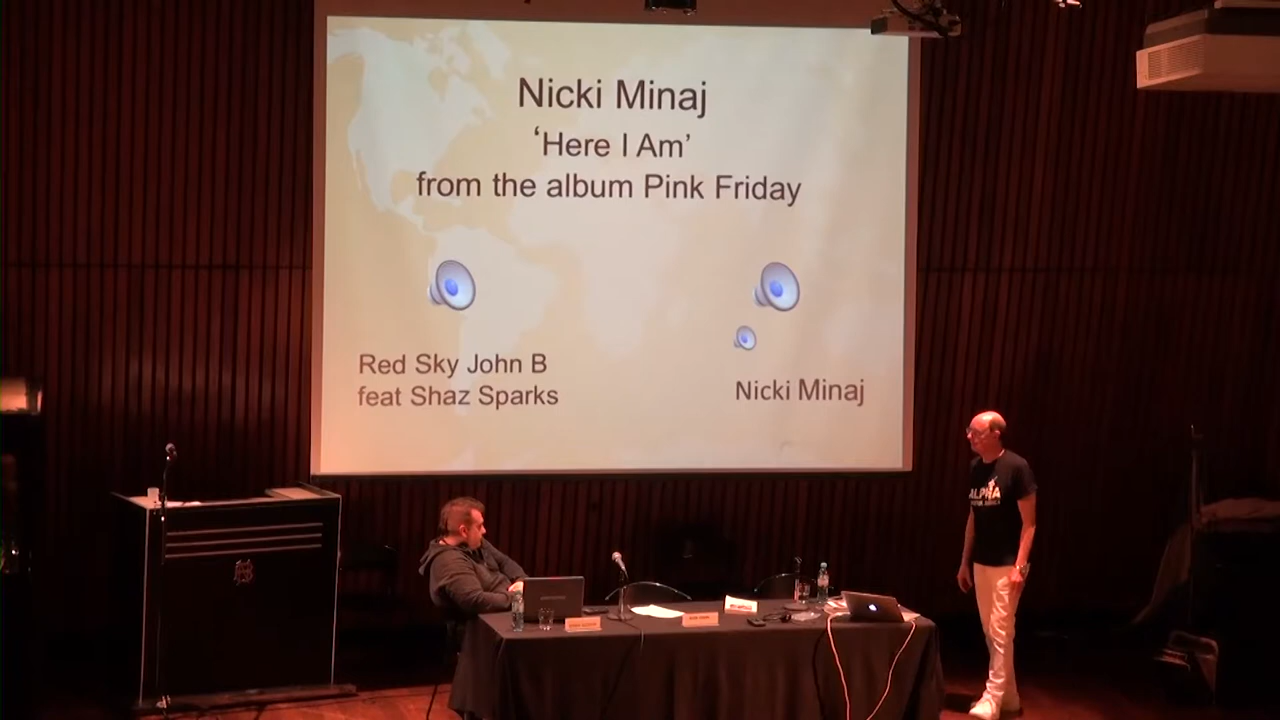 Nicki Minaj
‘Here I Am’
from the album Pink Friday
Red Sky John B
feat Shaz Sparks
Nicki Minaj
ALPHA